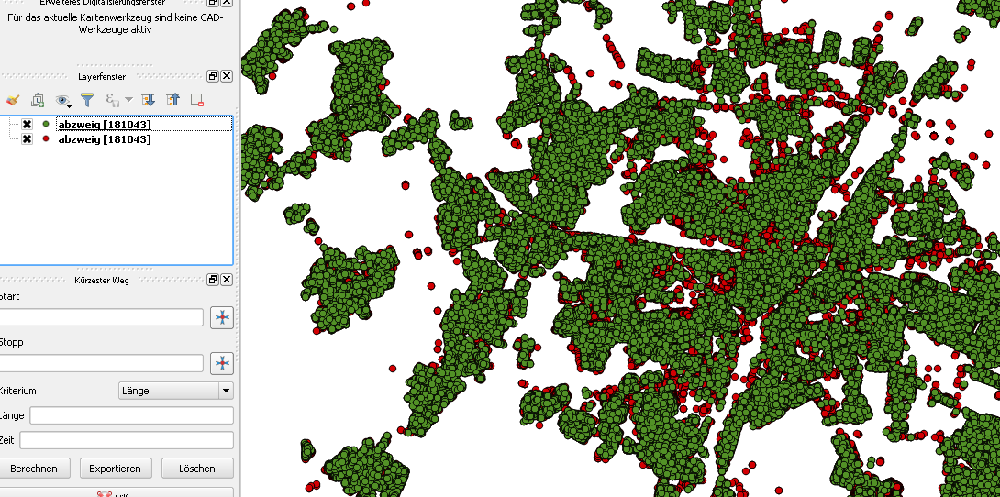 Erweitertes Digitalisierungsfenster
Für das aktuelle Kartenwerkzeug sind keine CAD-
Werkzeuge aktiv
Layerfenster
abzweig [181043]
abzweig [181043]
Kürzester Weg
Start
Stopp
Kriterium
Länge
Länge
Zeit
Berechnen
Exportieren
Löschen